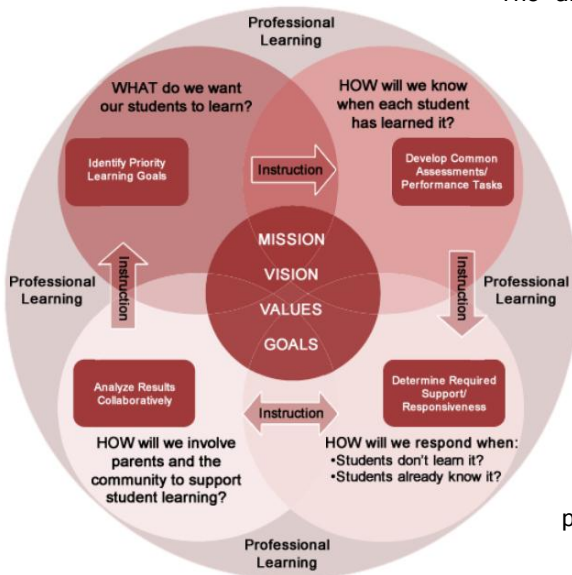 Professional
Learning
WHAT do we want
our students to learn?
HOW will we know
when each student
has learned it?
Identify Priority
Learning Goals
Instruction
Develop Common
Assessments/
Performance Tasks
MISSION
VISION
VALUES
GOALS
Professional
Learning
Instruction
Instruction
Professional
Learning
Analyze Results
Collaboratively
Instruction
Determine Required
Support/
Responsiveness
HOW will we involve
parents and the
community to support
student learning?
HOW will we respond when:
•Students don't learn it?
•Students already know it?
Professional
Learning
p